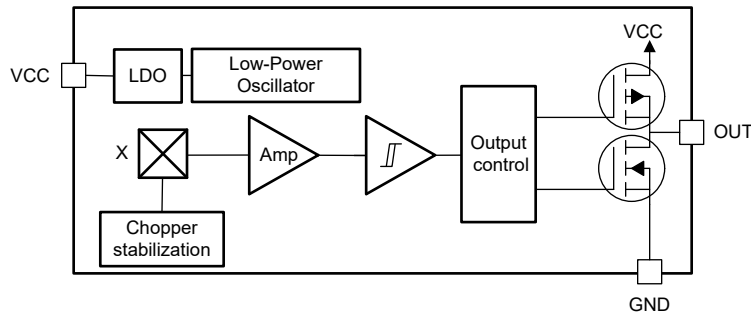 VCC
VCC
LDO
Low-Power
Oscillator
X
Amp
Output
control
OUT
Chopper
stabilization
GND